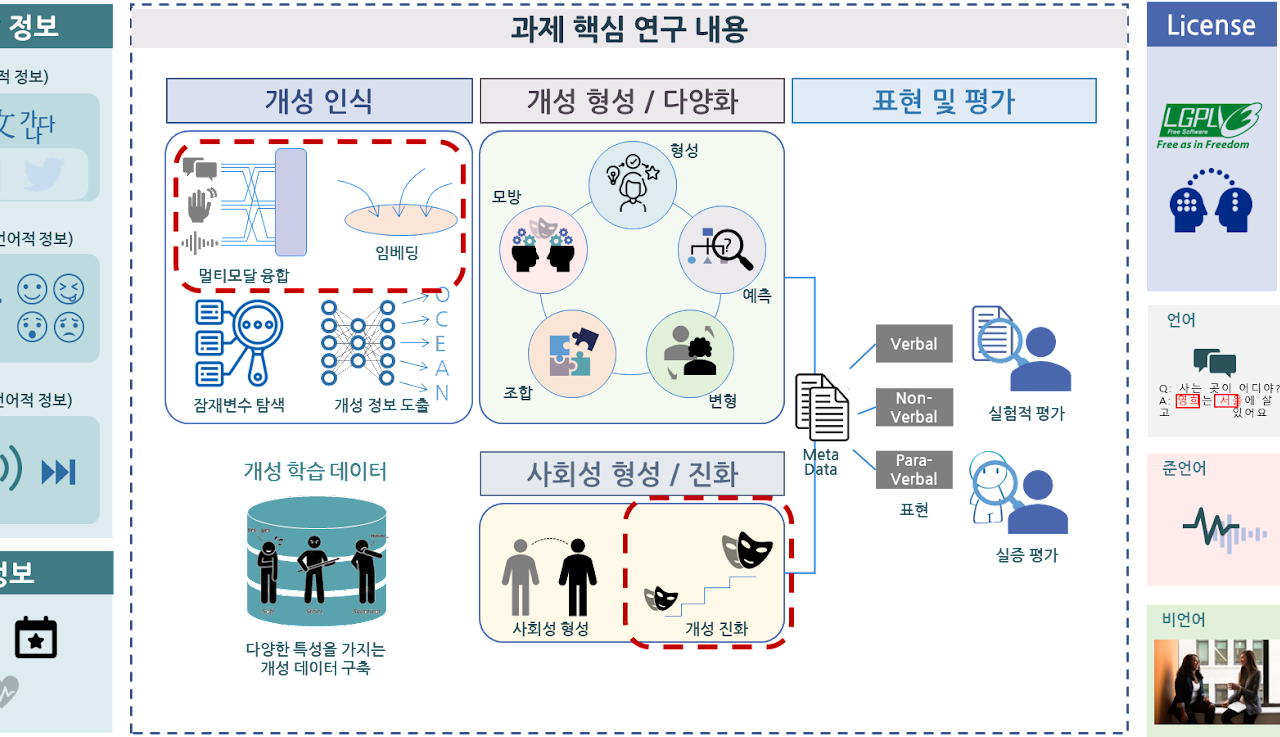 정보
적 정보)
文 간다
나
언어적 정보)
언어적 정보)
정보
과제 핵심 연구 내용
개성 인식
멀티모달 융합
임베딩
잠재변수 탐색
개성 정보 도출
O
C
E
A
N
개성 학습 데이터
다양한 특성을 가지는
개성 데이터 구축
개성 형성 / 다양화
형성
모방
예측
조합
변형
사회성 형성 / 진화
사회성 형성
개성 진화
표현 및 평가
Meta
Data
Verbal
Non-
Verbal
Para-
Verbal
표현
실험적 평가
실증 평가
License
LGPLV3
Free Software
Free as in Freedom
언어
Q: 사는 곳이 어디야?
A: 영희는 서울에 살
고 있어요
준언어
비언어